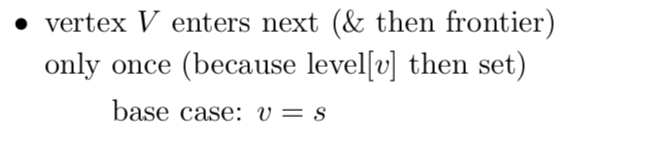 • vertex V enters next (& then frontier)
only once (because level[v] then set)
base case: v = s